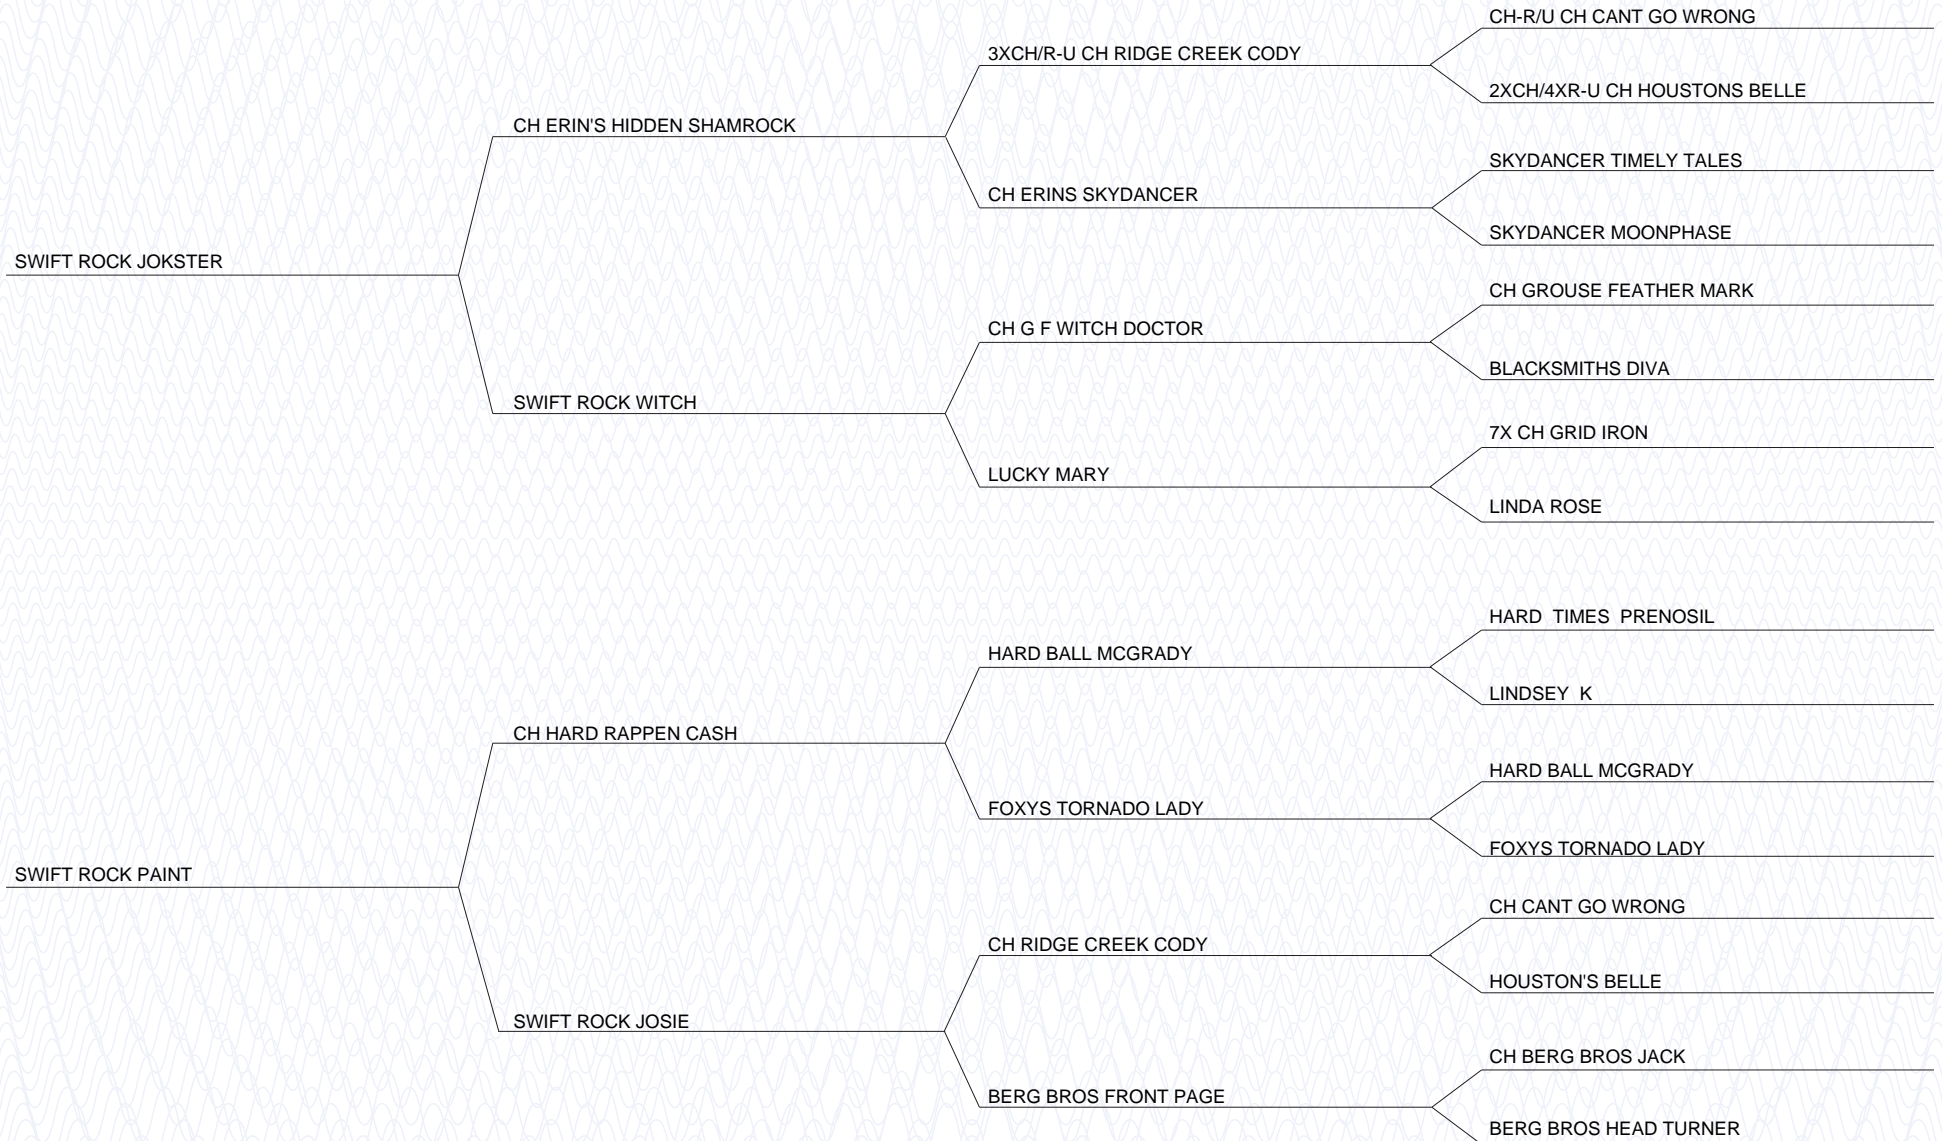 CH-R/U CH CANT GO WRONG
3XCH/R-U CH RIDGE CREEK CODY
2XCH/4XR-U CH HOUSTONS BELLE
CH ERIN'S HIDDEN SHAMROCK
SKYDANCER TIMELY TALES
CH ERINS SKYDANCER
SKYDANCER MOONPHASE
SWIFT ROCK JOKSTER
CH GROUSE FEATHER MARK
CH G F WITCH DOCTOR
BLACKSMITHS DIVA
SWIFT ROCK WITCH
7X CH GRID IRON
LUCKY MARY
LINDA ROSE
HARD  TIMES  PRENOSIL
HARD BALL MCGRADY
LINDSEY  K
CH HARD RAPPEN CASH
HARD BALL MCGRADY
FOXYS TORNADO LADY
FOXYS TORNADO LADY
SWIFT ROCK PAINT
CH CANT GO WRONG
CH RIDGE CREEK CODY
HOUSTON'S BELLE
SWIFT ROCK JOSIE
CH BERG BROS JACK
BERG BROS FRONT PAGE
BERG BROS HEAD TURNER